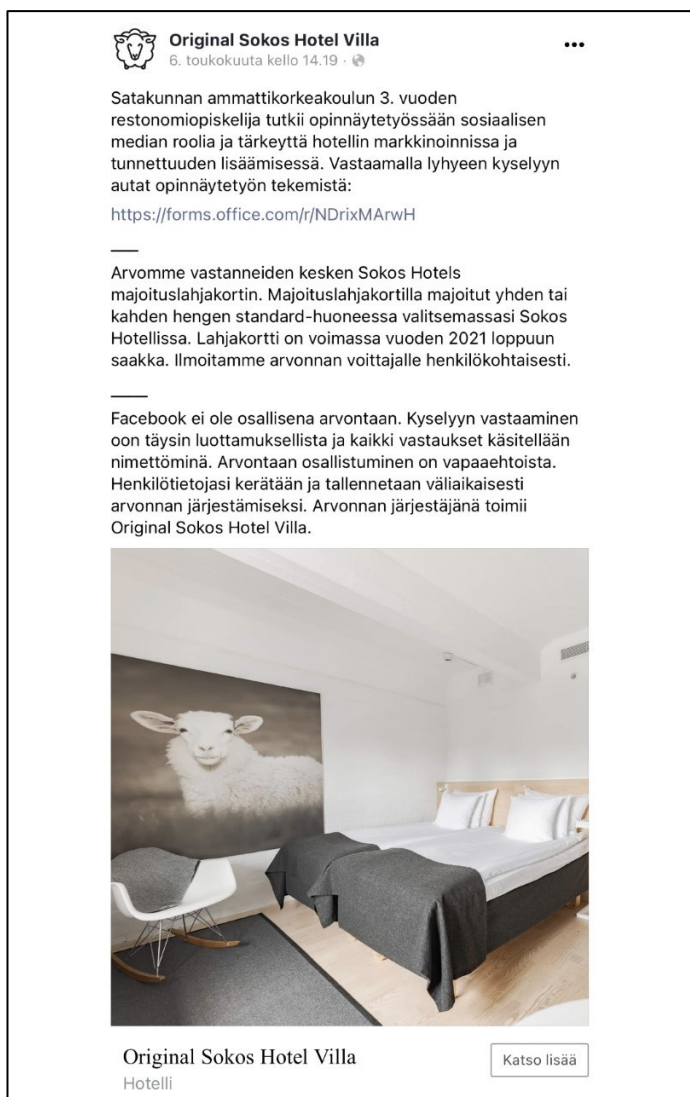 Original Sokos Hotel Villa
6. toukokuuta kello 14.19 ·
Satakunnan ammattikorkeakoulun 3. vuoden
restonomiopiskelija tutkii opinnäytetyössään sosiaalisen
median roolia ja tärkeyttä hotellin markkinoinnissa ja
tunnettuuden lisäämisessä. Vastaamalla lyhyeen kyselyyn
autat opinnäytetyön tekemistä:
https://forms.office.com/r/NDrixMArwH
Arvomme vastanneiden kesken Sokos Hotels
majoituslahjakortin. Majoituslahjakortilla majoitut yhden tai
kahden hengen standard-huoneessa valitsemassasi Sokos
Hotellissa. Lahjakortti on voimassa vuoden 2021 loppuun
saakka. Ilmoitamme arvonnan voittajalle henkilökohtaisesti.
Facebook ei ole osallisena arvontaan. Kyselyyn vastaaminen
oon täysin luottamuksellista ja kaikki vastaukset käsitellään
nimettöminä. Arvontaan osallistuminen on vapaaehtoista.
Henkilötietojasi kerätään ja tallennetaan väliaikaisesti
arvonnan järjestämiseksi. Arvonnan järjestäjänä toimii
Original Sokos Hotel Villa.
Original Sokos Hotel Villa
Katso lisää
Hotelli